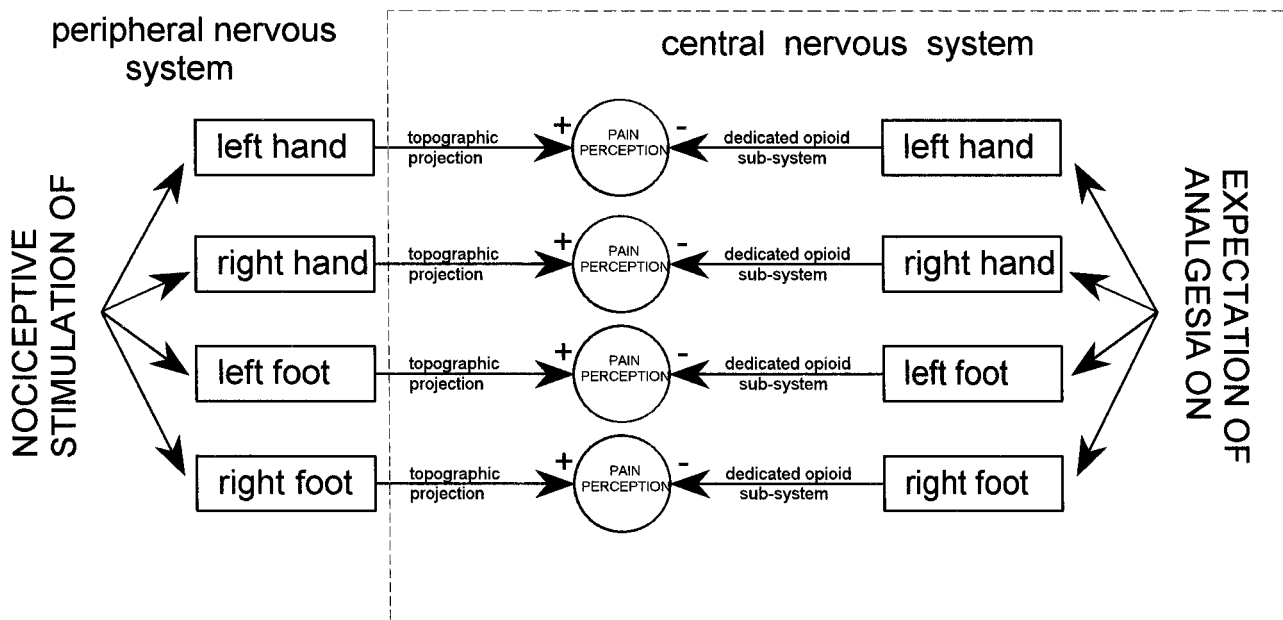 peripheral nervous
system
central nervous system
NOCICEPTIVE
STIMULATION OF
left hand
topographic
projection
+
PAIN
PERCEPTION
-
dedicated opioid
sub-system
left hand
right hand
topographic
projection
+
PAIN
PERCEPTION
-
dedicated opioid
sub-system
right hand
left foot
topographic
projection
+
PAIN
PERCEPTION
-
dedicated opioid
sub-system
left foot
right foot
topographic
projection
+
PAIN
PERCEPTION
-
dedicated opioid
sub-system
right foot
EXPECTATION OF
ANALGESIA ON